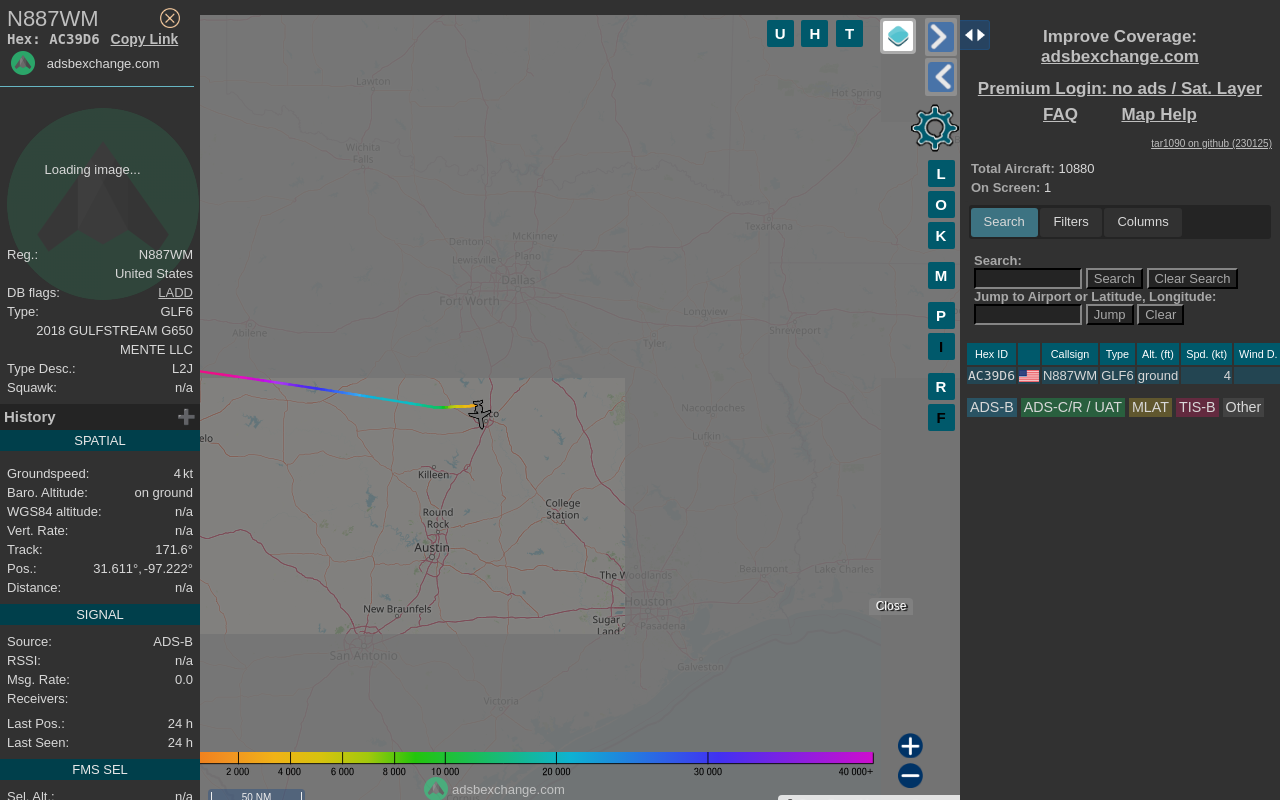 N887WM
Hex: AC39D6 Copy Link
adsbexchange.com
Loading image...
Reg.: N887WM
United States
DB flags: LADD
Type: GLF6
2018 GULFSTREAM G650
MENTE LLC
Type Desc.: L2J
Squawk: n/a
History
SPATIAL
Groundspeed: 4 kt
Baro. Altitude: on ground
WGS84 altitude: n/a
Vert. Rate: n/a
Track: 171.6°
Pos.: 31.611°, -97.222°
Distance: n/a
SIGNAL
Source: ADS-B
RSSI: n/a
Msg. Rate: 0.0
Receivers:
Last Pos.: 24 h
Last Seen: 24 h
FMS SEL
Sel. Alt.: n/a
U H T
L
O
K
M
P
I
R
F
Lawton
Hot Spring
Wichita
Falls
Texarkana
Denton
McKinney
Lewisville
Plano
Dallas
Fort Worth
Longview
Abilene
Shreveport
Tyler
co
Nacogdoches
elo
Lufkin
Killeen
College
Station
Round
Rock
Austin
The Woodlands
Beaumont
Lake Charles
New Braunfels
Houston
Sugar
Land
Pasadena
San Antonio
Galveston
Victoria
Close
2 000 4 000 6 000 8 000 10 000 20 000 30 000 40 000+
adsbexchange.com
50 NM
Improve Coverage:
adsbexchange.com
Premium Login: no ads / Sat. Layer
FAQ Map Help
tar1090 on github (230125)
Total Aircraft: 10880
On Screen: 1
Search Filters Columns
Search:
Search Clear Search
Jump to Airport or Latitude, Longitude:
Jump Clear
Hex ID Callsign Type Alt. (ft) Spd. (kt) Wind D.
AC39D6 N887WM GLF6 ground 4
ADS-B ADS-C/R / UAT MLAT TIS-B Other